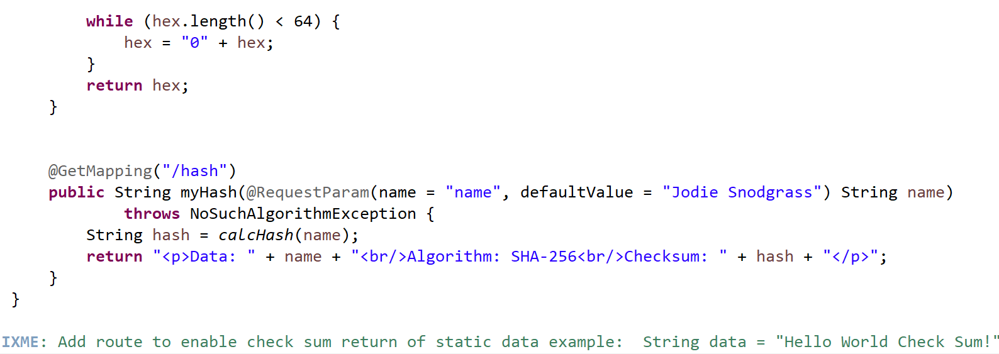 while (hex.length() < 64) {
hex = "0" + hex;
}
return hex;
}
@GetMapping("/hash")
public String myHash(@RequestParam(name = "name", defaultValue = "Jodie Snodgrass") String name)
throws NoSuchAlgorithmException {
String hash = calcHash(name);
return "<p>Data: " + name + "<br/>Algorithm: SHA-256<br/>Checksum: " + hash + "</p>";
}
}
IXME: Add route to enable check sum return of static data example:  String data = "Hello World Check Sum!"